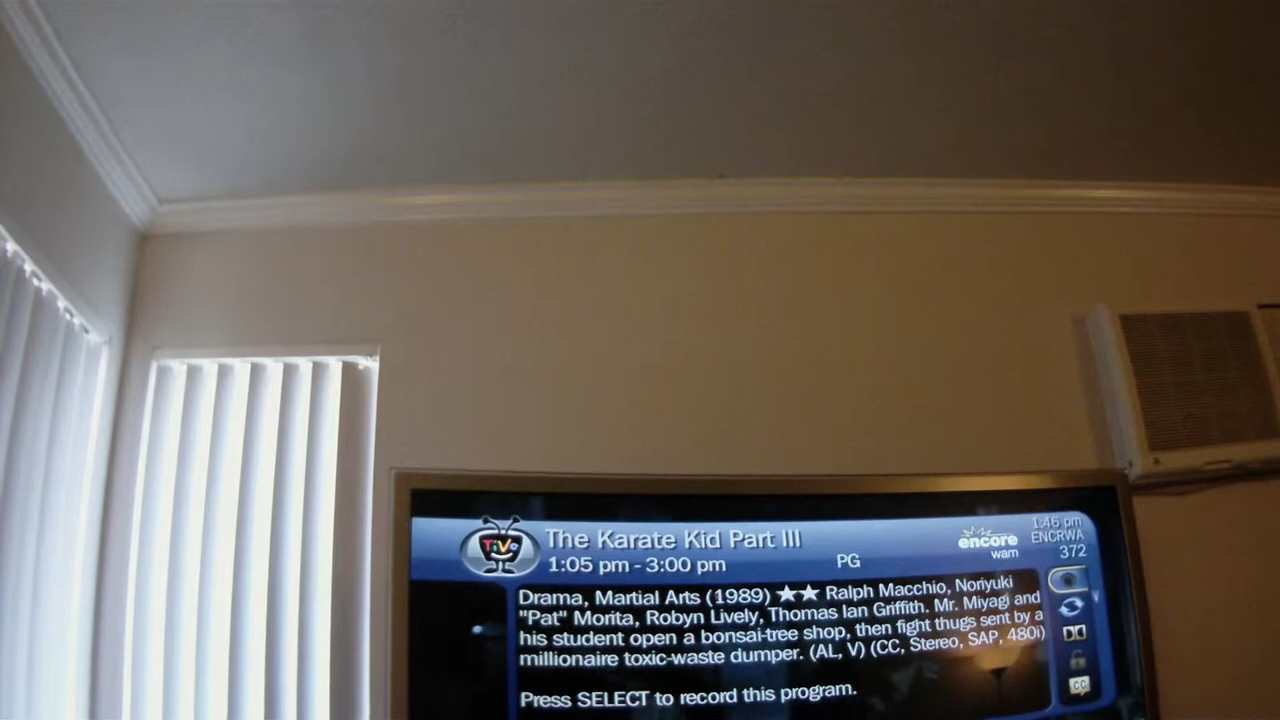 TiVo
The Karate Kid Part III
1:05 pm - 3:00 pm
PG
encore
wam
1:46 pm
ENCRWA
372
Drama, Martial Arts (1989) ★★ Ralph Macchio, Noriyuki
"Pat" Morita, Robyn Lively, Thomas Ian Griffith. Mr. Miyagi and
his student open a bonsai-tree shop, then fight thugs sent by a
millionaire toxic-waste dumper. (AL, V) (CC, Stereo, SAP, 480i)
Press SELECT to record this program.
CC